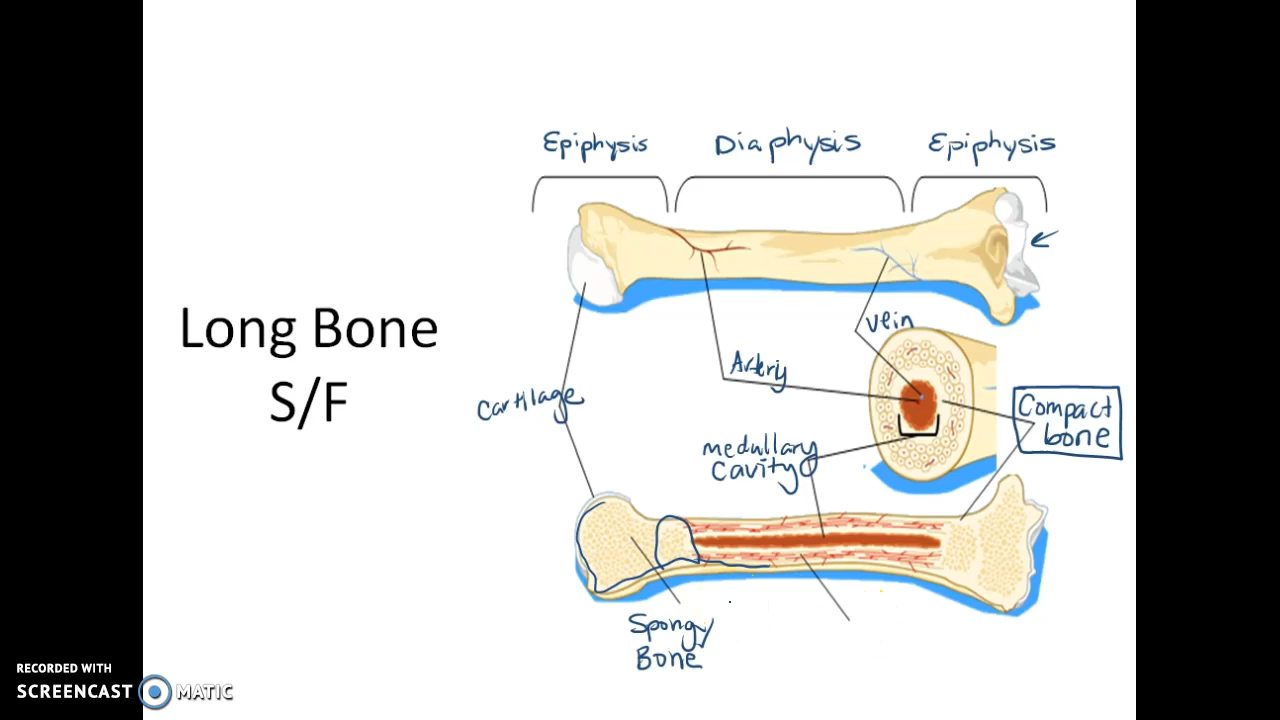 Epiphysis Diaphysis Epiphysis
Long Bone
S/F
vein
Artery
Cartilage
Compact
bone
medullary
Cavity
Spongy
Bone
RECORDED WITH
SCREENCAST MATIC